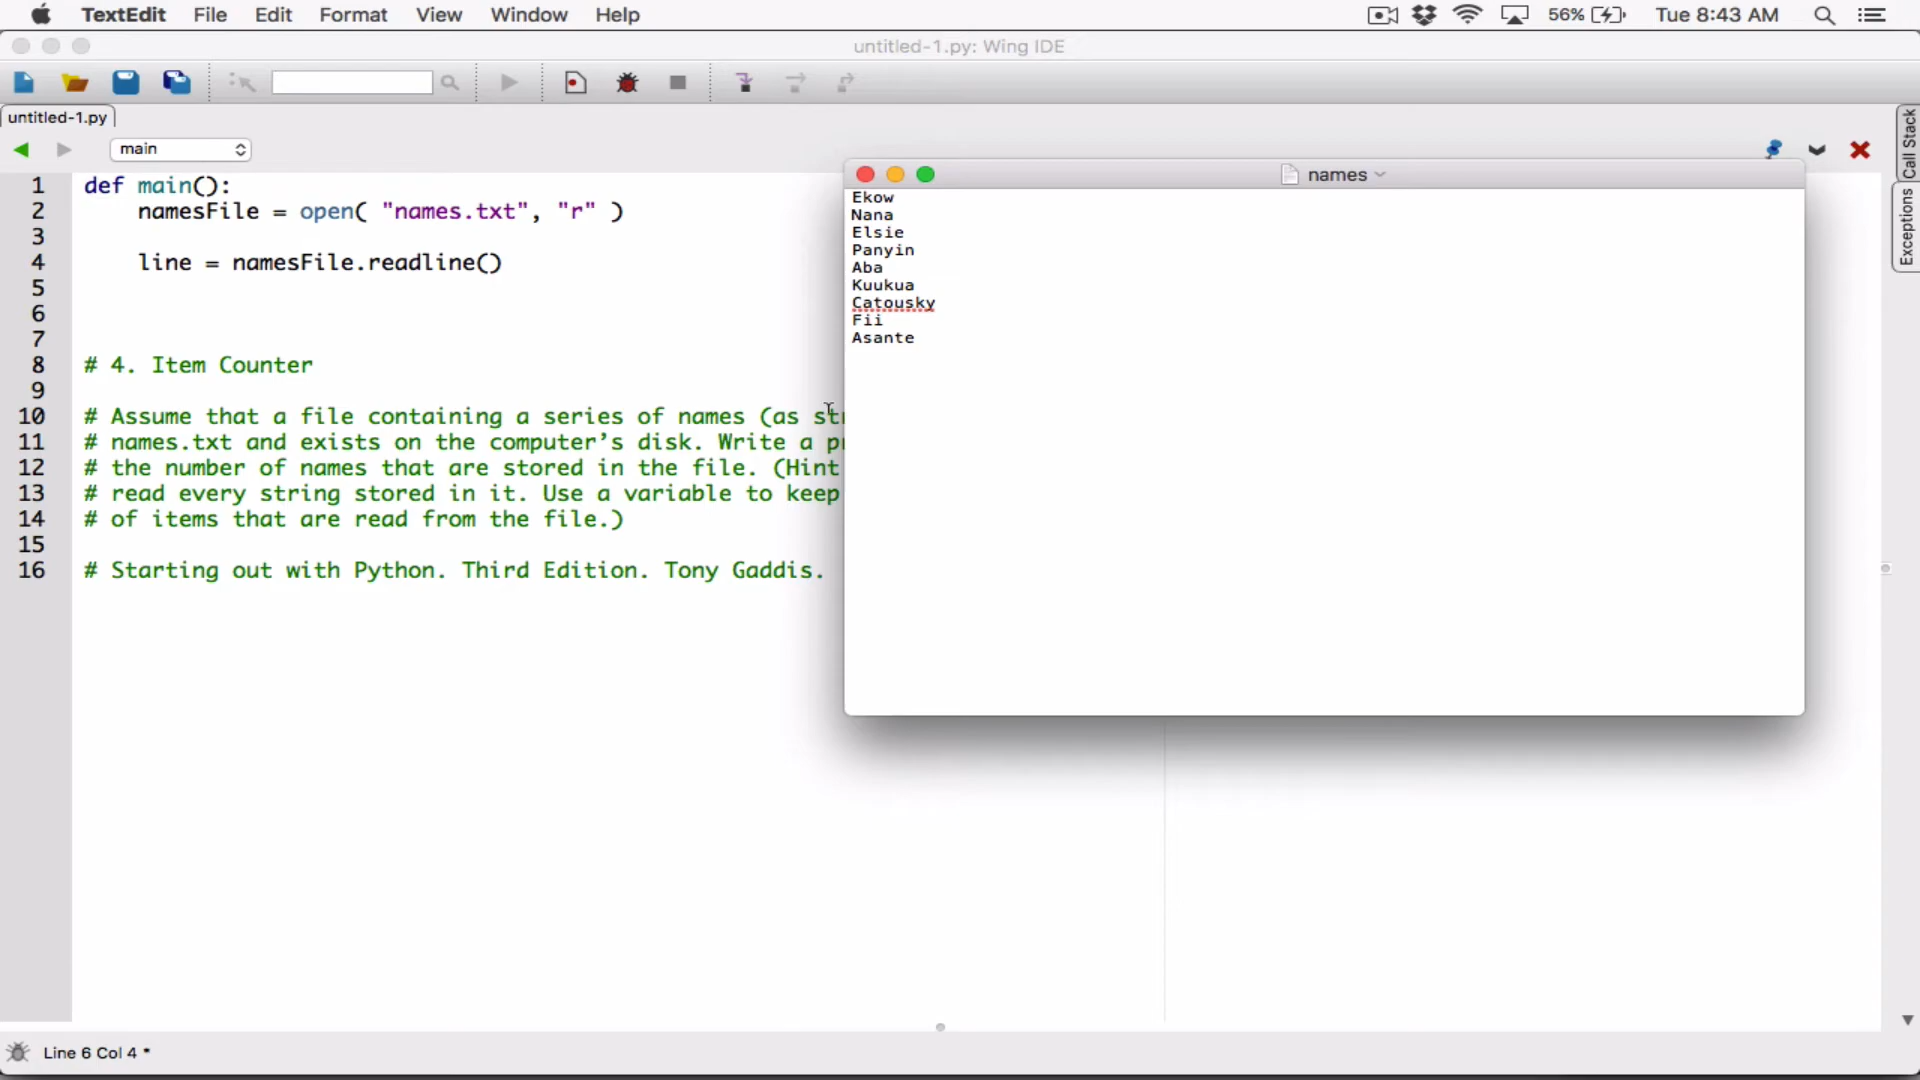 TextEdit File Edit Format View Window Help 56% Tue 8:43 AM
untitled-1.py: Wing IDE
untitled-1.py
main
Call Stack
Exceptions
1 def main():
2 namesFile = open( "names.txt", "r" )
3
4 line = namesFile.readline()
5
6
7
8 # 4. Item Counter
9
10 # Assume that a file containing a series of names (as str
11 # names.txt and exists on the computer’s disk. Write a pr
12 # the number of names that are stored in the file. (Hint
13 # read every string stored in it. Use a variable to keep
14 # of items that are read from the file.)
15
16 # Starting out with Python. Third Edition. Tony Gaddis.
names
Ekow
Nana
Elsie
Panyin
Aba
Kuukua
Catousky
Fii
Asante
Line 6 Col 4 *